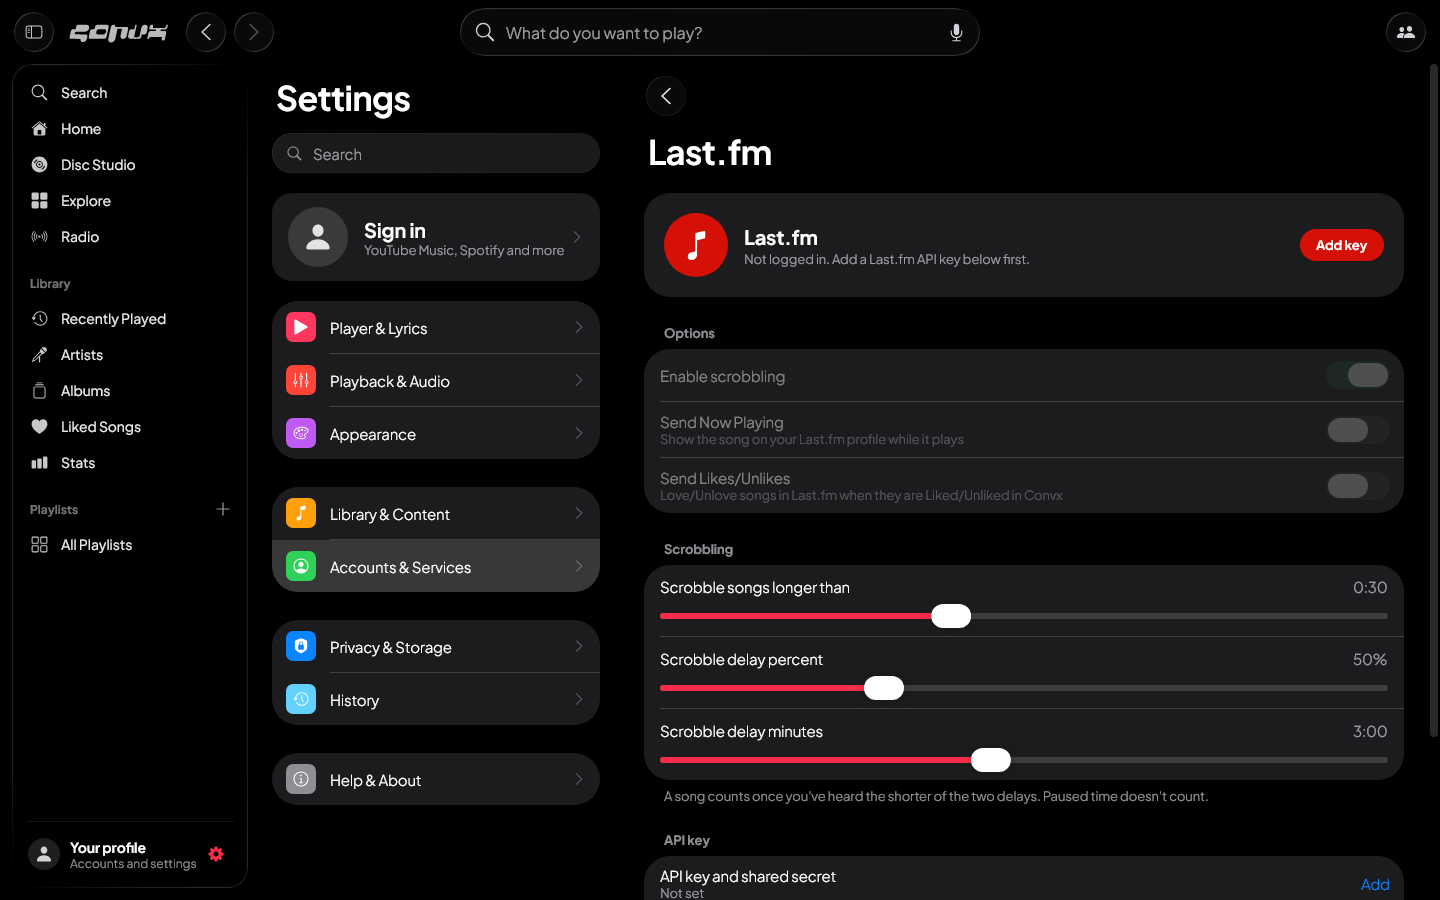 convx
What do you want to play?
Search
Home
Disc Studio
Explore
Radio
Library
Recently Played
Artists
Albums
Liked Songs
Stats
Playlists
All Playlists
Your profile
Accounts and settings
Settings
Search
Sign in
YouTube Music, Spotify and more
Player & Lyrics
Playback & Audio
Appearance
Library & Content
Accounts & Services
Privacy & Storage
History
Help & About
Last.fm
Last.fm
Not logged in. Add a Last.fm API key below first.
Add key
Options
Enable scrobbling
Send Now Playing
Show the song on your Last.fm profile while it plays
Send Likes/Unlikes
Love/Unlove songs in Last.fm when they are Liked/Unliked in Convx
Scrobbling
Scrobble songs longer than 0:30
Scrobble delay percent 50%
Scrobble delay minutes 3:00
A song counts once you've heard the shorter of the two delays. Paused time doesn't count.
API key
API key and shared secret
Not set
Add